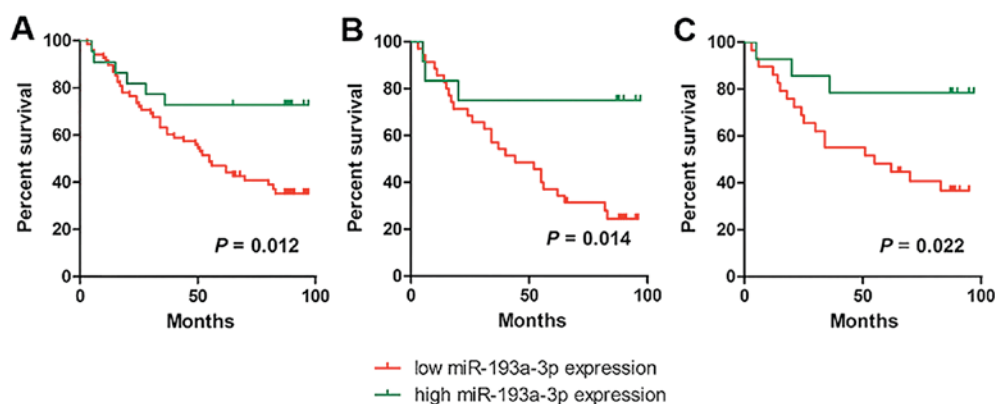 A
Percent survival
100
80
60
40
20
0
0
50
100
Months
P = 0.012
B
Percent survival
100
80
60
40
20
0
0
50
100
Months
P = 0.014
C
Percent survival
100
80
60
40
20
0
0
50
100
Months
P = 0.022
low miR-193a-3p expression
high miR-193a-3p expression